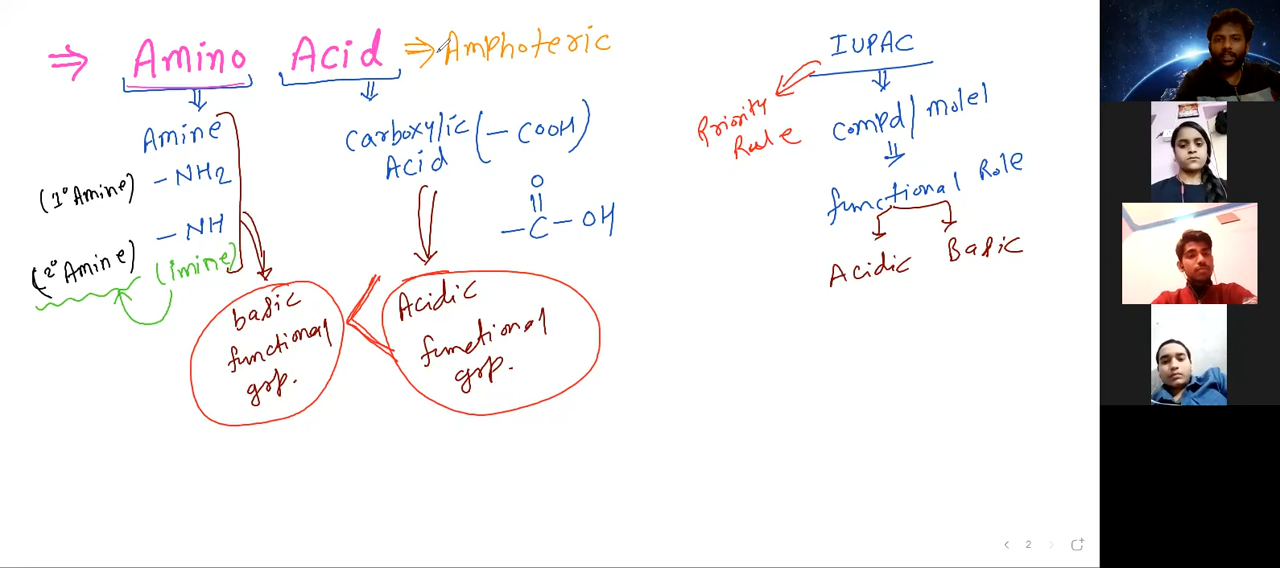 ⇒ Amino Acid ⇒ Amphoteric
Amine
- NH2
(1° Amine)
- NH
(2° Amine)
(imine)
Carboxylic (- COOH)
Acid
O
- C - OH
basic
functional
grp.
<
Acidic
functional
grp.
IUPAC
Priority
Rule
Compd/molel
functional Role
Acidic Basic
2